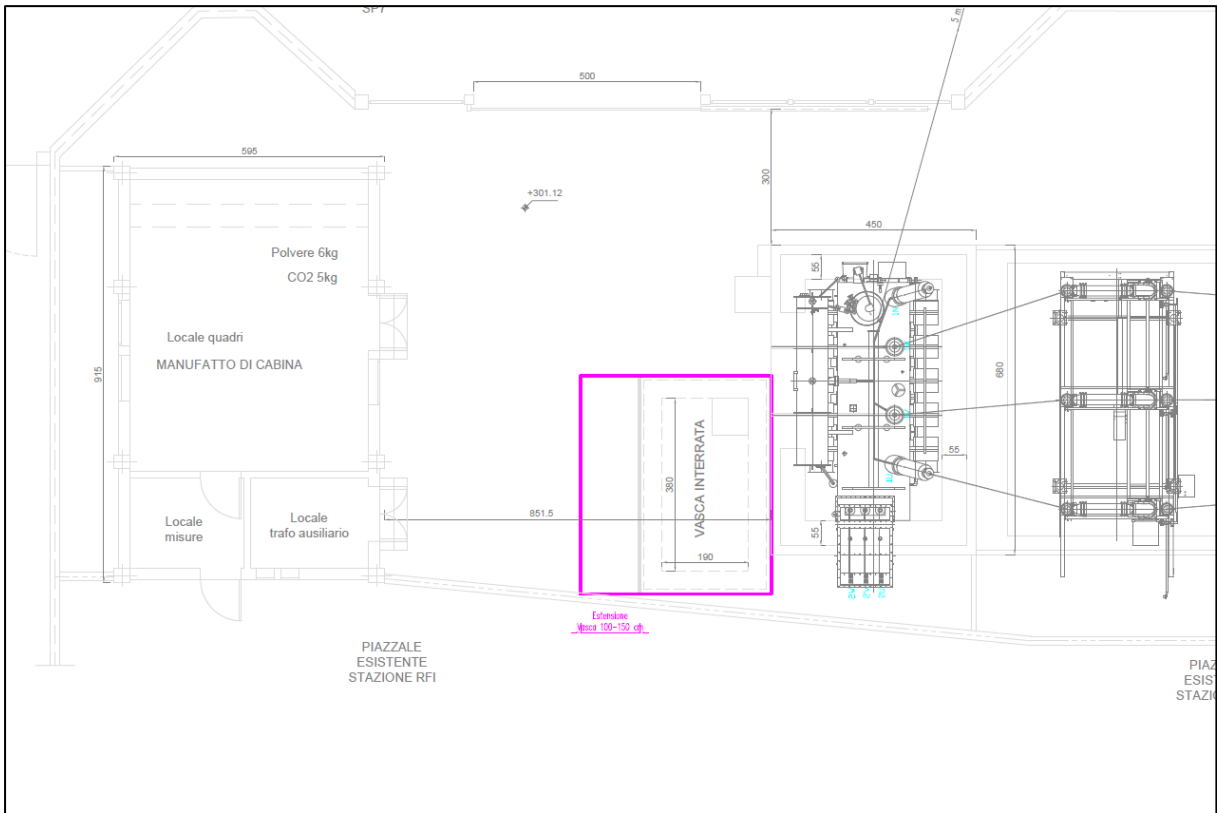 SP7
5 m
500
595
300
+301.12
450
Polvere 6kg
CO2 5kg
55
Locale quadri
MANUFATTO DI CABINA
915
680
VASCA INTERRATA
380
55
851.5
Locale
misure
Locale
trafo ausiliario
55
190
Estensione
Vasca 100-150 cm
PIAZZALE
ESISTENTE
STAZIONE RFI
PIAZ
ESIST
STAZIO